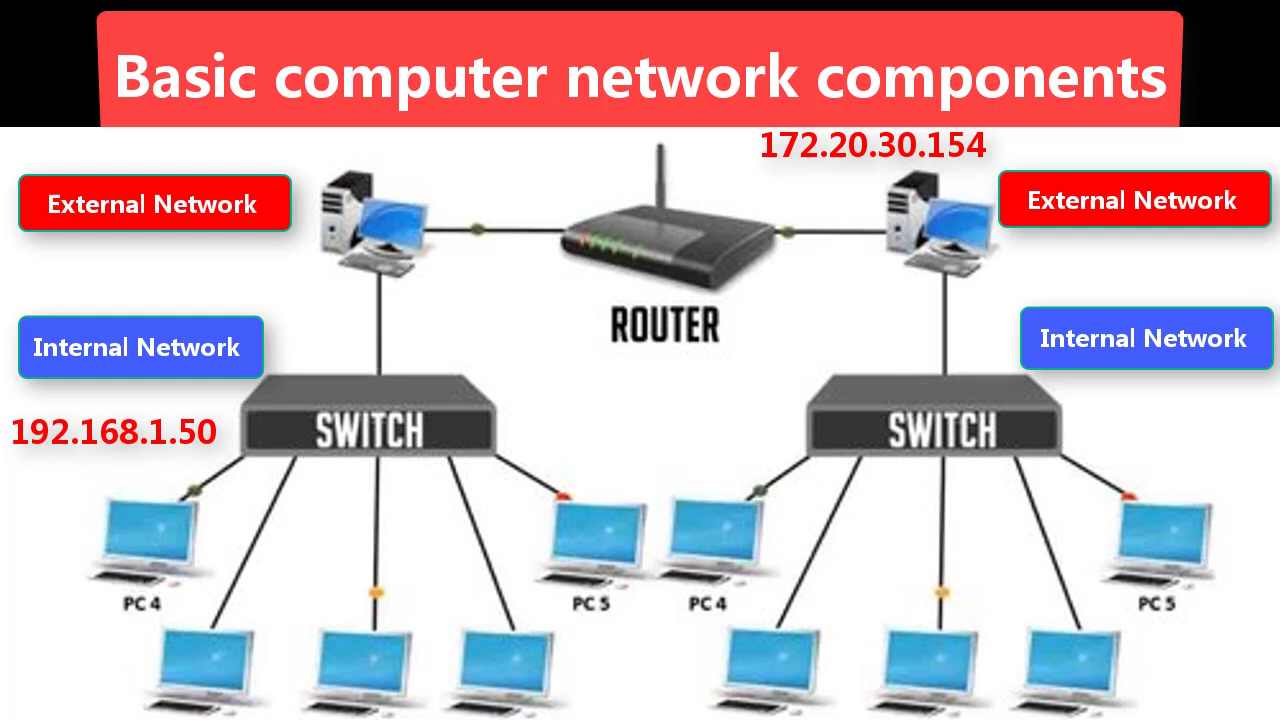 Basic computer network components
172.20.30.154
External Network
External Network
ROUTER
Internal Network
Internal Network
SWITCH
SWITCH
192.168.1.50
PC 4
PC 5
PC 4
PC 5